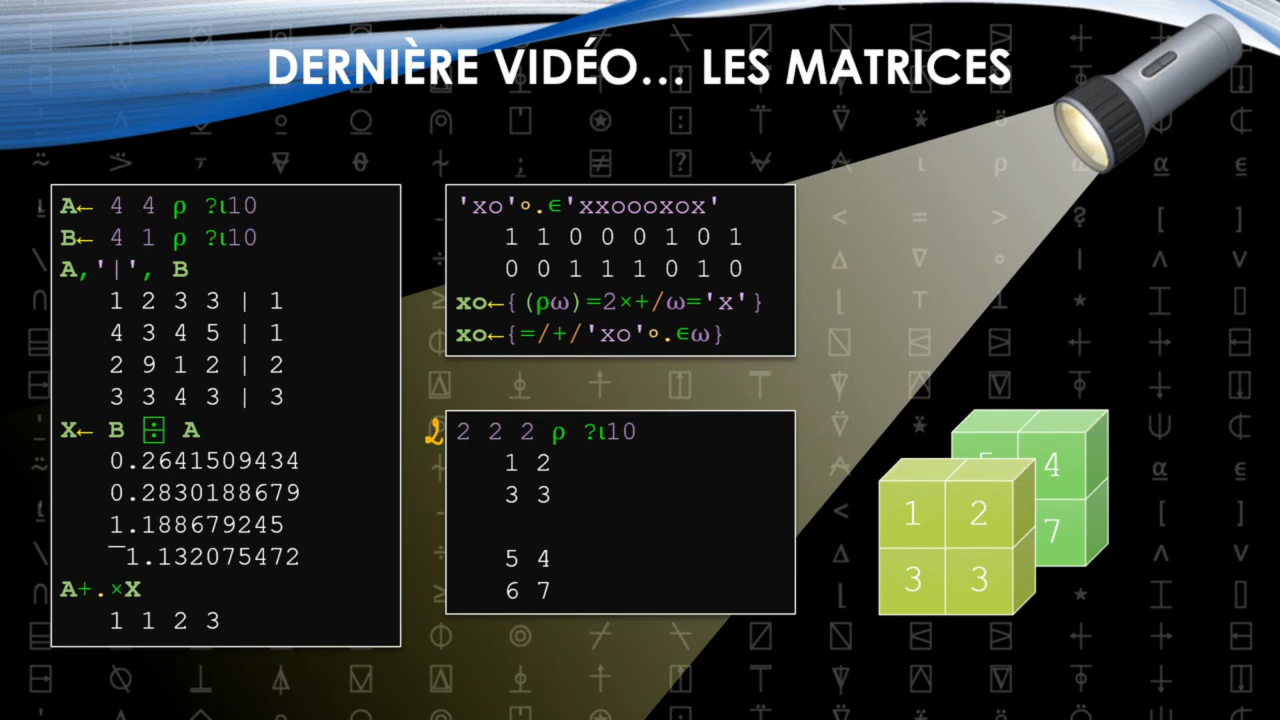 DERNIÈRE VIDÉO... LES MATRICES
A← 4 4 ρ ?ι10
B← 4 1 ρ ?ι10
A,'|', B
1 2 3 3 | 1
4 3 4 5 | 1
2 9 1 2 | 2
3 3 4 3 | 3
X← B ⌹ A
0.2641509434
0.2830188679
1.188679245
¯1.132075472
A+.×X
1 1 2 3
'xo'∘.∊'xxoooxox'
1 1 0 0 0 1 0 1
0 0 1 1 1 0 1 0
xo←{(ρω)=2×+/ω='x'}
xo←{=/+/'xo'∘.∊ω}
2 2 2 2 ρ ?ι10
1 2
3 3
5 4
6 7
5 4
7
1 2
3 3